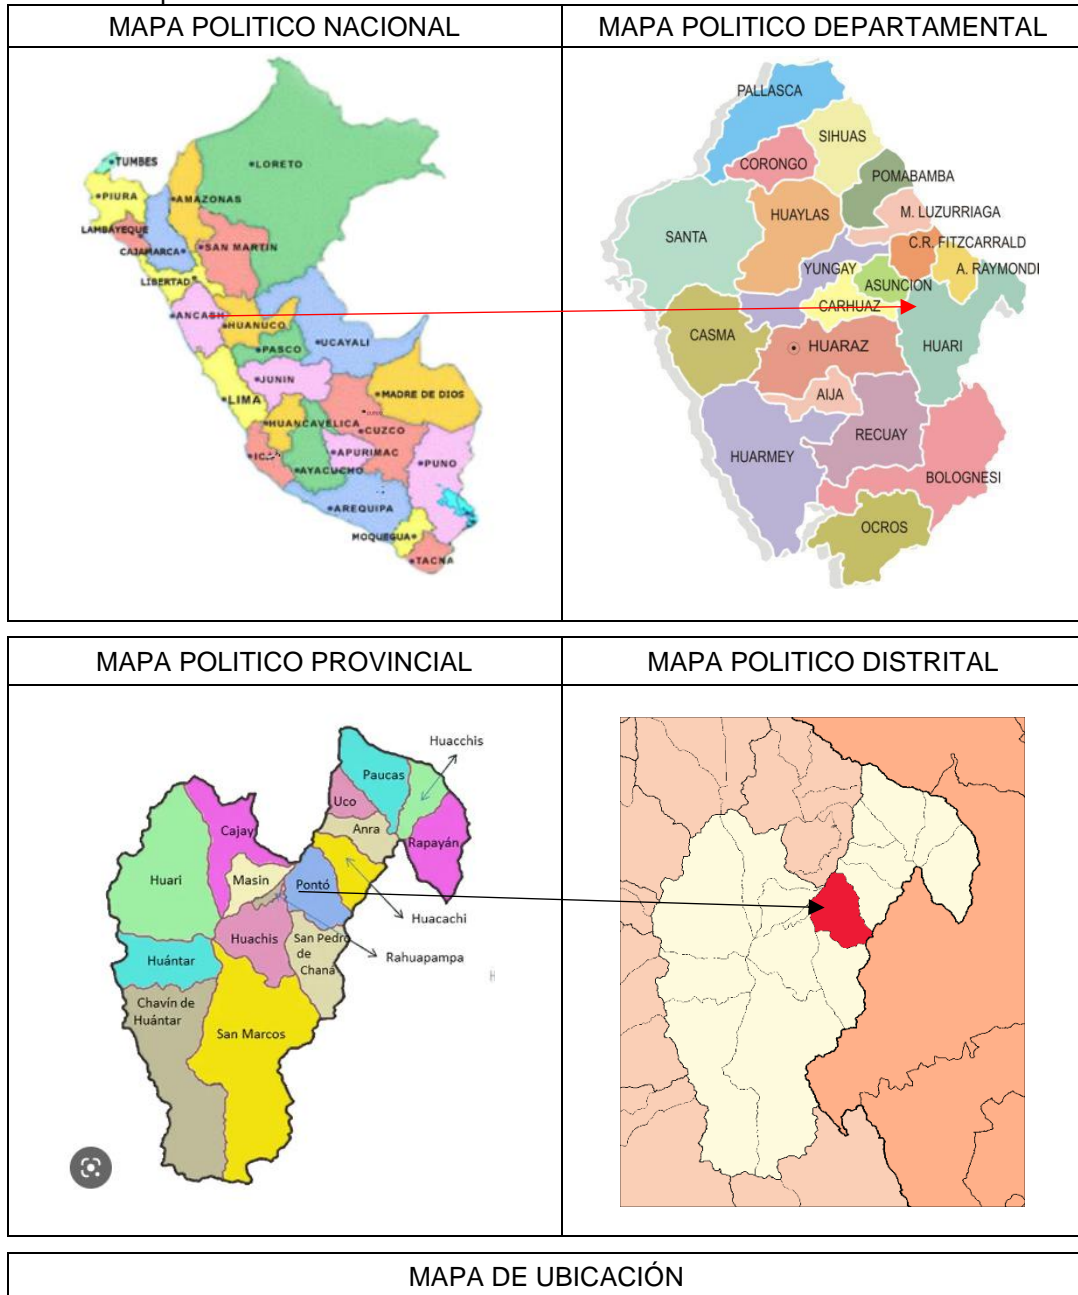 MAPA POLITICO NACIONAL
MAPA POLITICO DEPARTAMENTAL
TUMBES
LORETO
PIURA
AMAZONAS
LAMBAYEQUE
CAJAMARCA
SAN MARTIN
LIBERTAD
ANCASH
HUANUCO
UCAYALI
PASCO
JUNIN
LIMA
MADRE DE DIOS
HUANCAVELICA
CUZCO
APURIMAC
PUNO
AYACUCHO
AREQUIPA
MOQUEGUA
TACNA
PALLASCA
SIHUAS
CORONGO
POMABAMBA
HUAYLAS
M. LUZURRIAGA
SANTA
C.R. FITZCARRALD
YUNGAY
A. RAYMONDI
ASUNCION
CARHUAZ
CASMA
HUARAZ
HUARI
AIJA
RECUAY
HUARMEY
BOLOGNESI
OCROS
MAPA POLITICO PROVINCIAL
MAPA POLITICO DISTRITAL
Huacchis
Paucas
Uco
Anra
Cajay
Rapayán
Huari
Masin
Pontó
Huacachi
Huachis
San Pedro
de
Chaná
Rahuapampa
Huántar
Chavín de
Huántar
San Marcos
MAPA DE UBICACIÓN